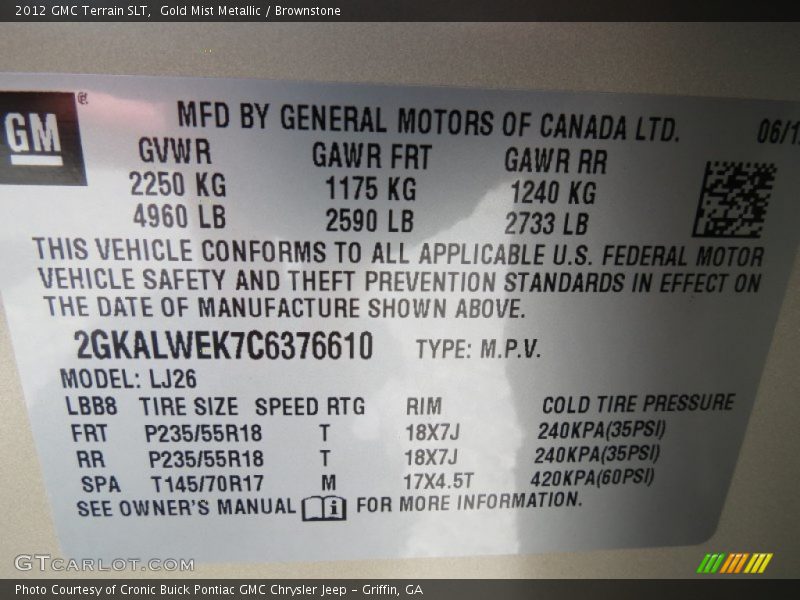 2012 GMC Terrain SLT,  Gold Mist Metallic / Brownstone
GM
MFD BY GENERAL MOTORS OF CANADA LTD.
GVWR GAWR FRT GAWR RR
2250 KG 1175 KG 1240 KG
4960 LB 2590 LB 2733 LB
THIS VEHICLE CONFORMS TO ALL APPLICABLE U.S. FEDERAL MOTOR
VEHICLE SAFETY AND THEFT PREVENTION STANDARDS IN EFFECT ON
THE DATE OF MANUFACTURE SHOWN ABOVE.
2GKALWEK7C6376610 TYPE: M.P.V.
MODEL: LJ26
LBB8 TIRE SIZE SPEED RTG RIM COLD TIRE PRESSURE
FRT P235/55R18 T 18X7J 240KPA(35PSI)
RR P235/55R18 T 18X7J 240KPA(35PSI)
SPA T145/70R17 M 17X4.5T 420KPA(60PSI)
SEE OWNER'S MANUAL i FOR MORE INFORMATION.
GTCARLOT.COM
Photo Courtesy of Cronic Buick Pontiac GMC Chrysler Jeep - Griffin, GA